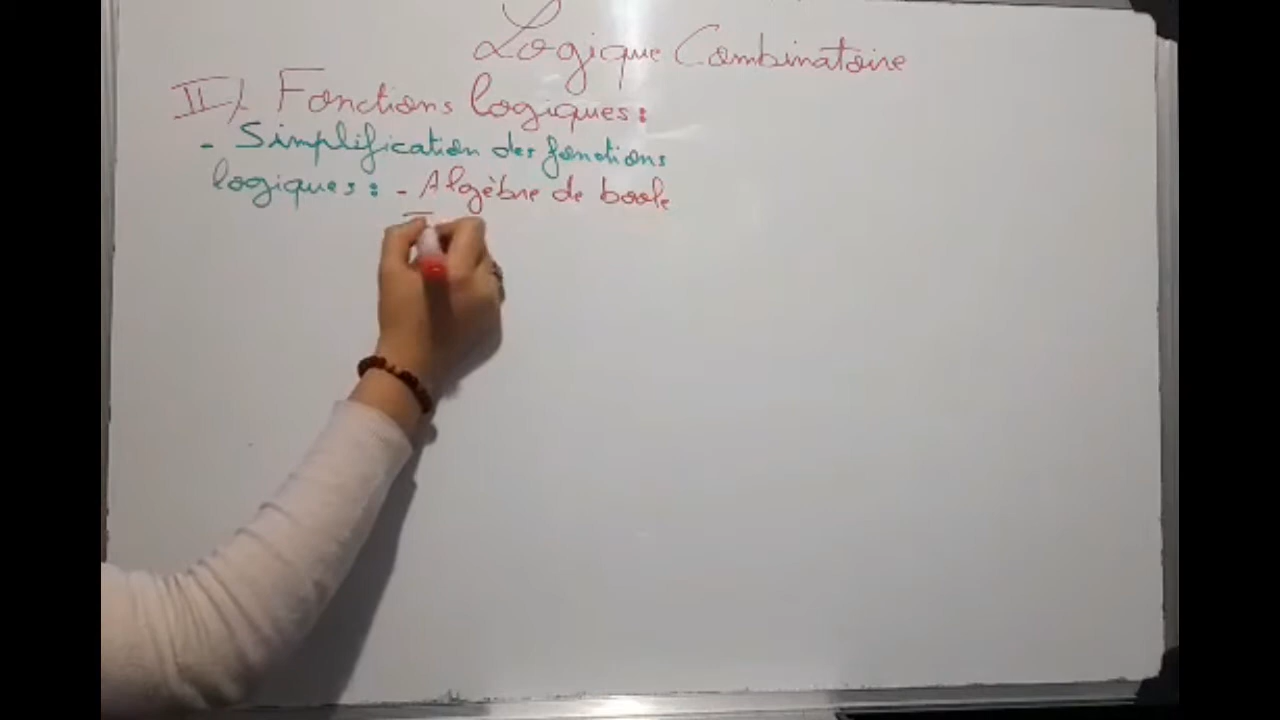 Logique Combinatoire
II/. Fonctions logiques :
- Simplification des fonctions
logiques : - Algèbre de boole
-